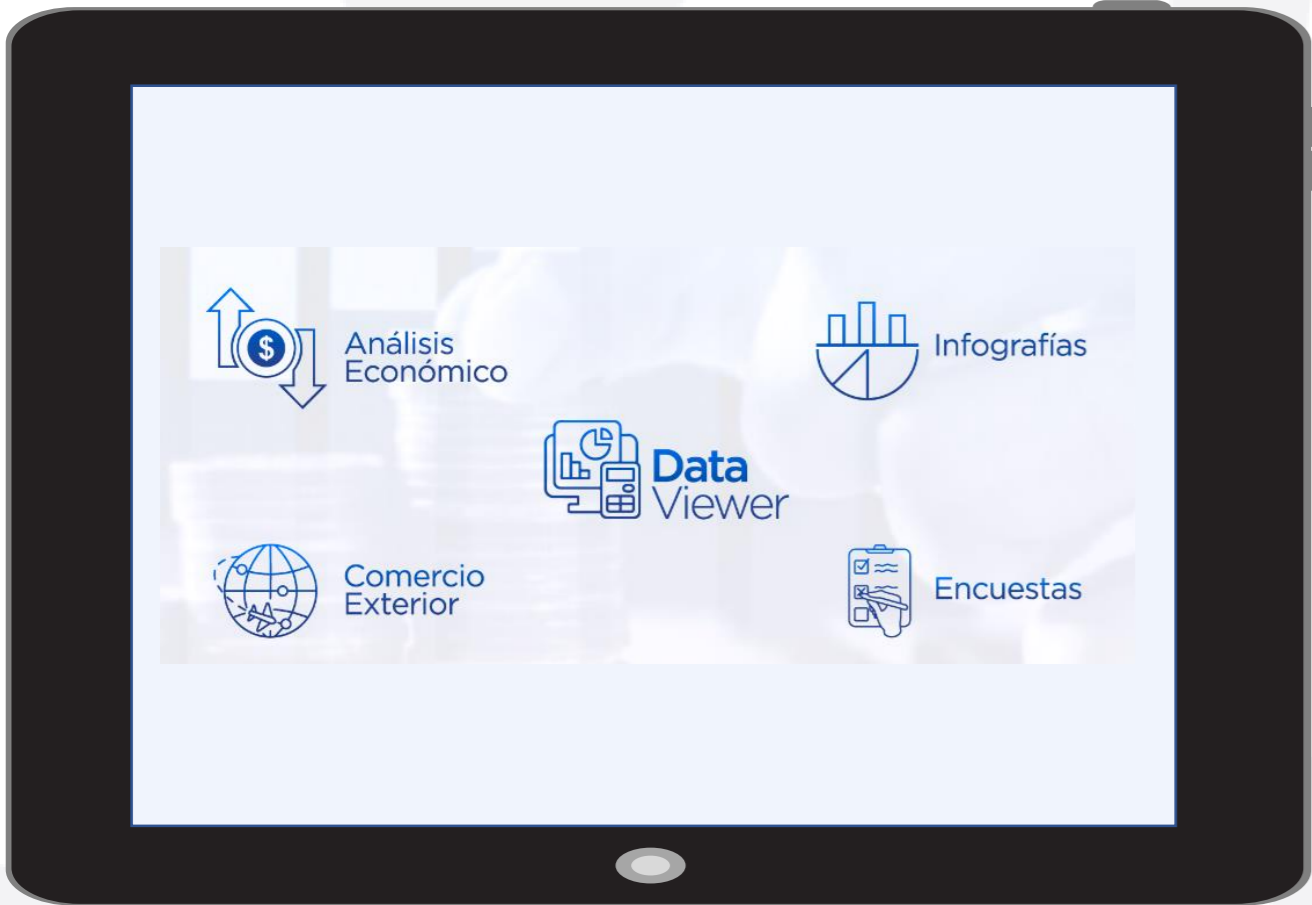 Análisis
Económico
Infografías
Data
Viewer
Comercio
Exterior
Encuestas